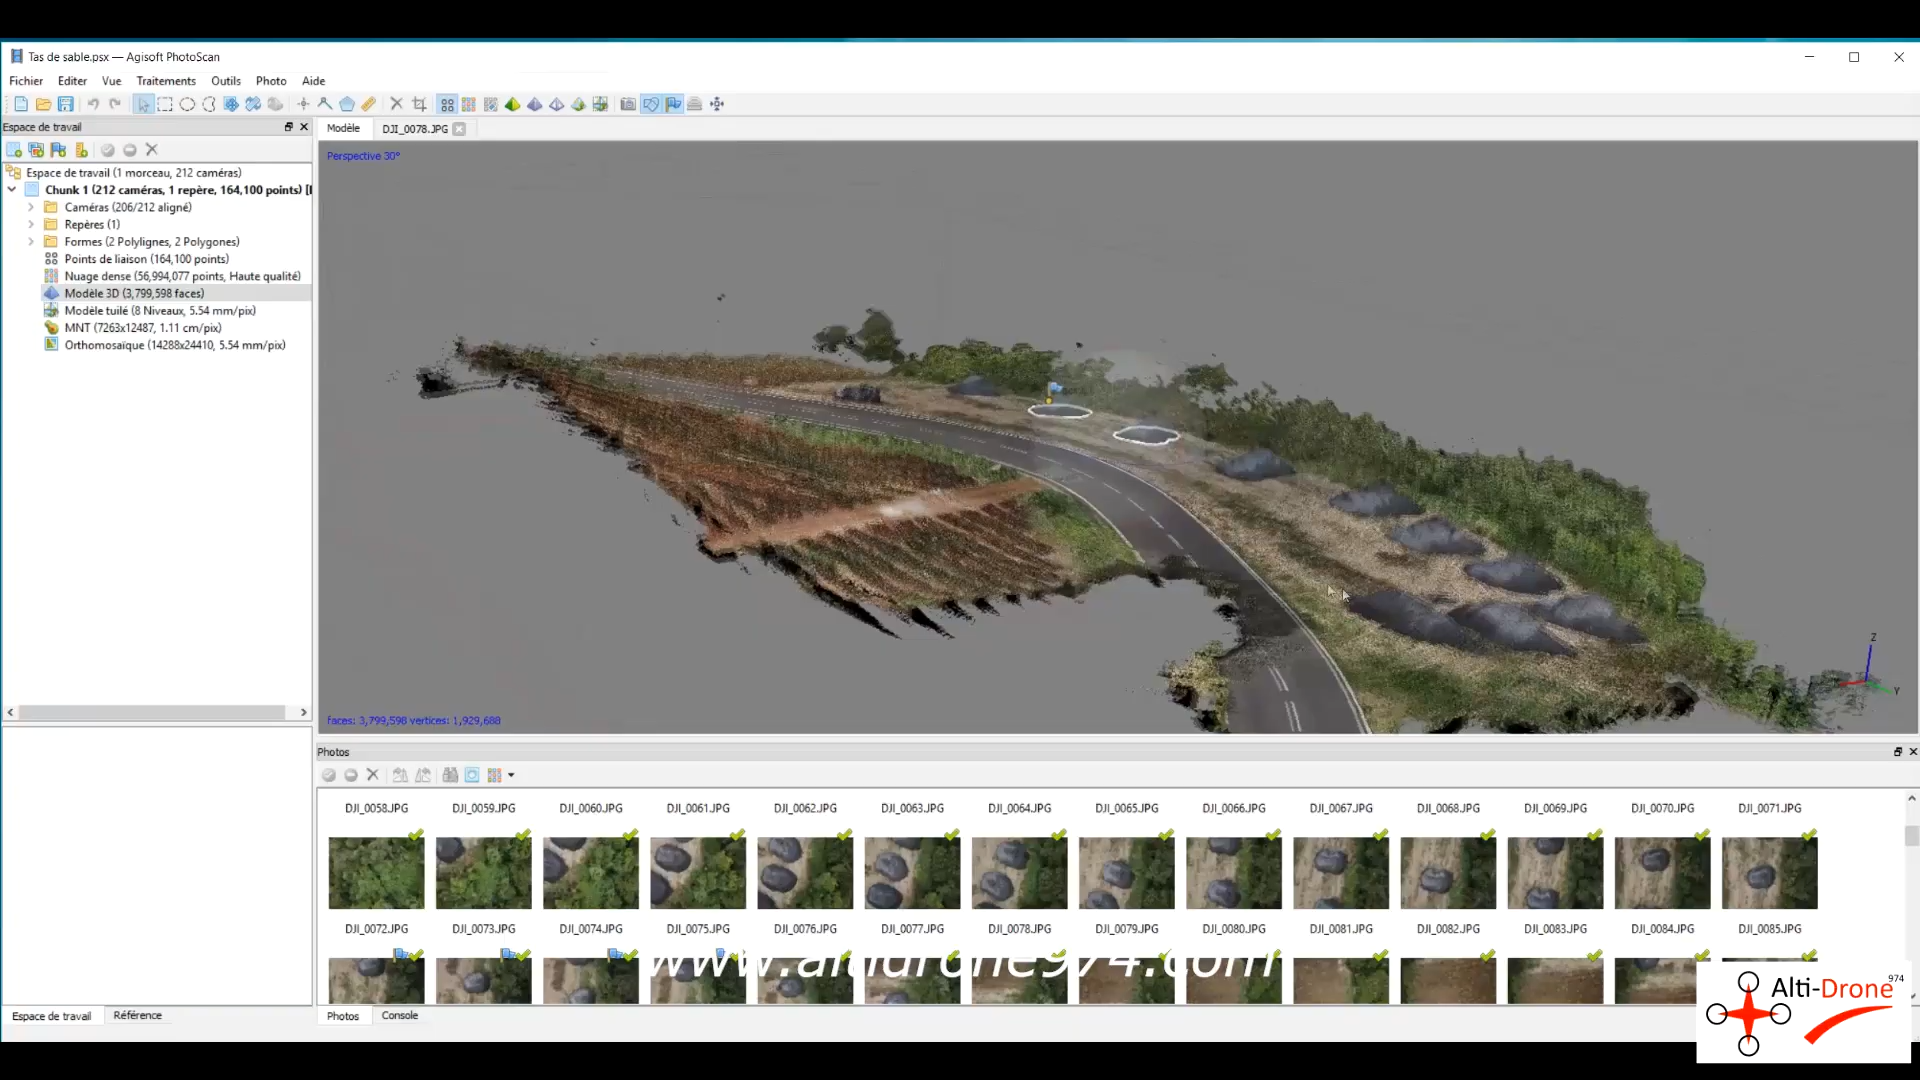 Tas de sable.psx — Agisoft PhotoScan
Fichier Editer Vue Traitements Outils Photo Aide
Espace de travail
Modèle DJI_0078.JPG
Perspective 30°
Espace de travail (1 morceau, 212 caméras)
Chunk 1 (212 caméras, 1 repère, 164,100 points) [
Caméras (206/212 aligné)
Repères (1)
Formes (2 Polylignes, 2 Polygones)
Points de liaison (164,100 points)
Nuage dense (56,994,077 points, Haute qualité)
Modèle 3D (3,799,598 faces)
Modèle tuilé (8 Niveaux, 5.54 mm/pix)
MNT (7263x12487, 1.11 cm/pix)
Orthomosaïque (14288x24410, 5.54 mm/pix)
Z
Y
faces: 3,799,598 vertices: 1,929,688
Photos
DJI_0058.JPG DJI_0059.JPG DJI_0060.JPG DJI_0061.JPG DJI_0062.JPG DJI_0063.JPG DJI_0064.JPG DJI_0065.JPG DJI_0066.JPG DJI_0067.JPG DJI_0068.JPG DJI_0069.JPG DJI_0070.JPG DJI_0071.JPG
DJI_0072.JPG DJI_0073.JPG DJI_0074.JPG DJI_0075.JPG DJI_0076.JPG DJI_0077.JPG DJI_0078.JPG DJI_0079.JPG DJI_0080.JPG DJI_0081.JPG DJI_0082.JPG DJI_0083.JPG DJI_0084.JPG DJI_0085.JPG
www.altidrone974.com
Alti-Drone 974
Espace de travail Référence
Photos Console